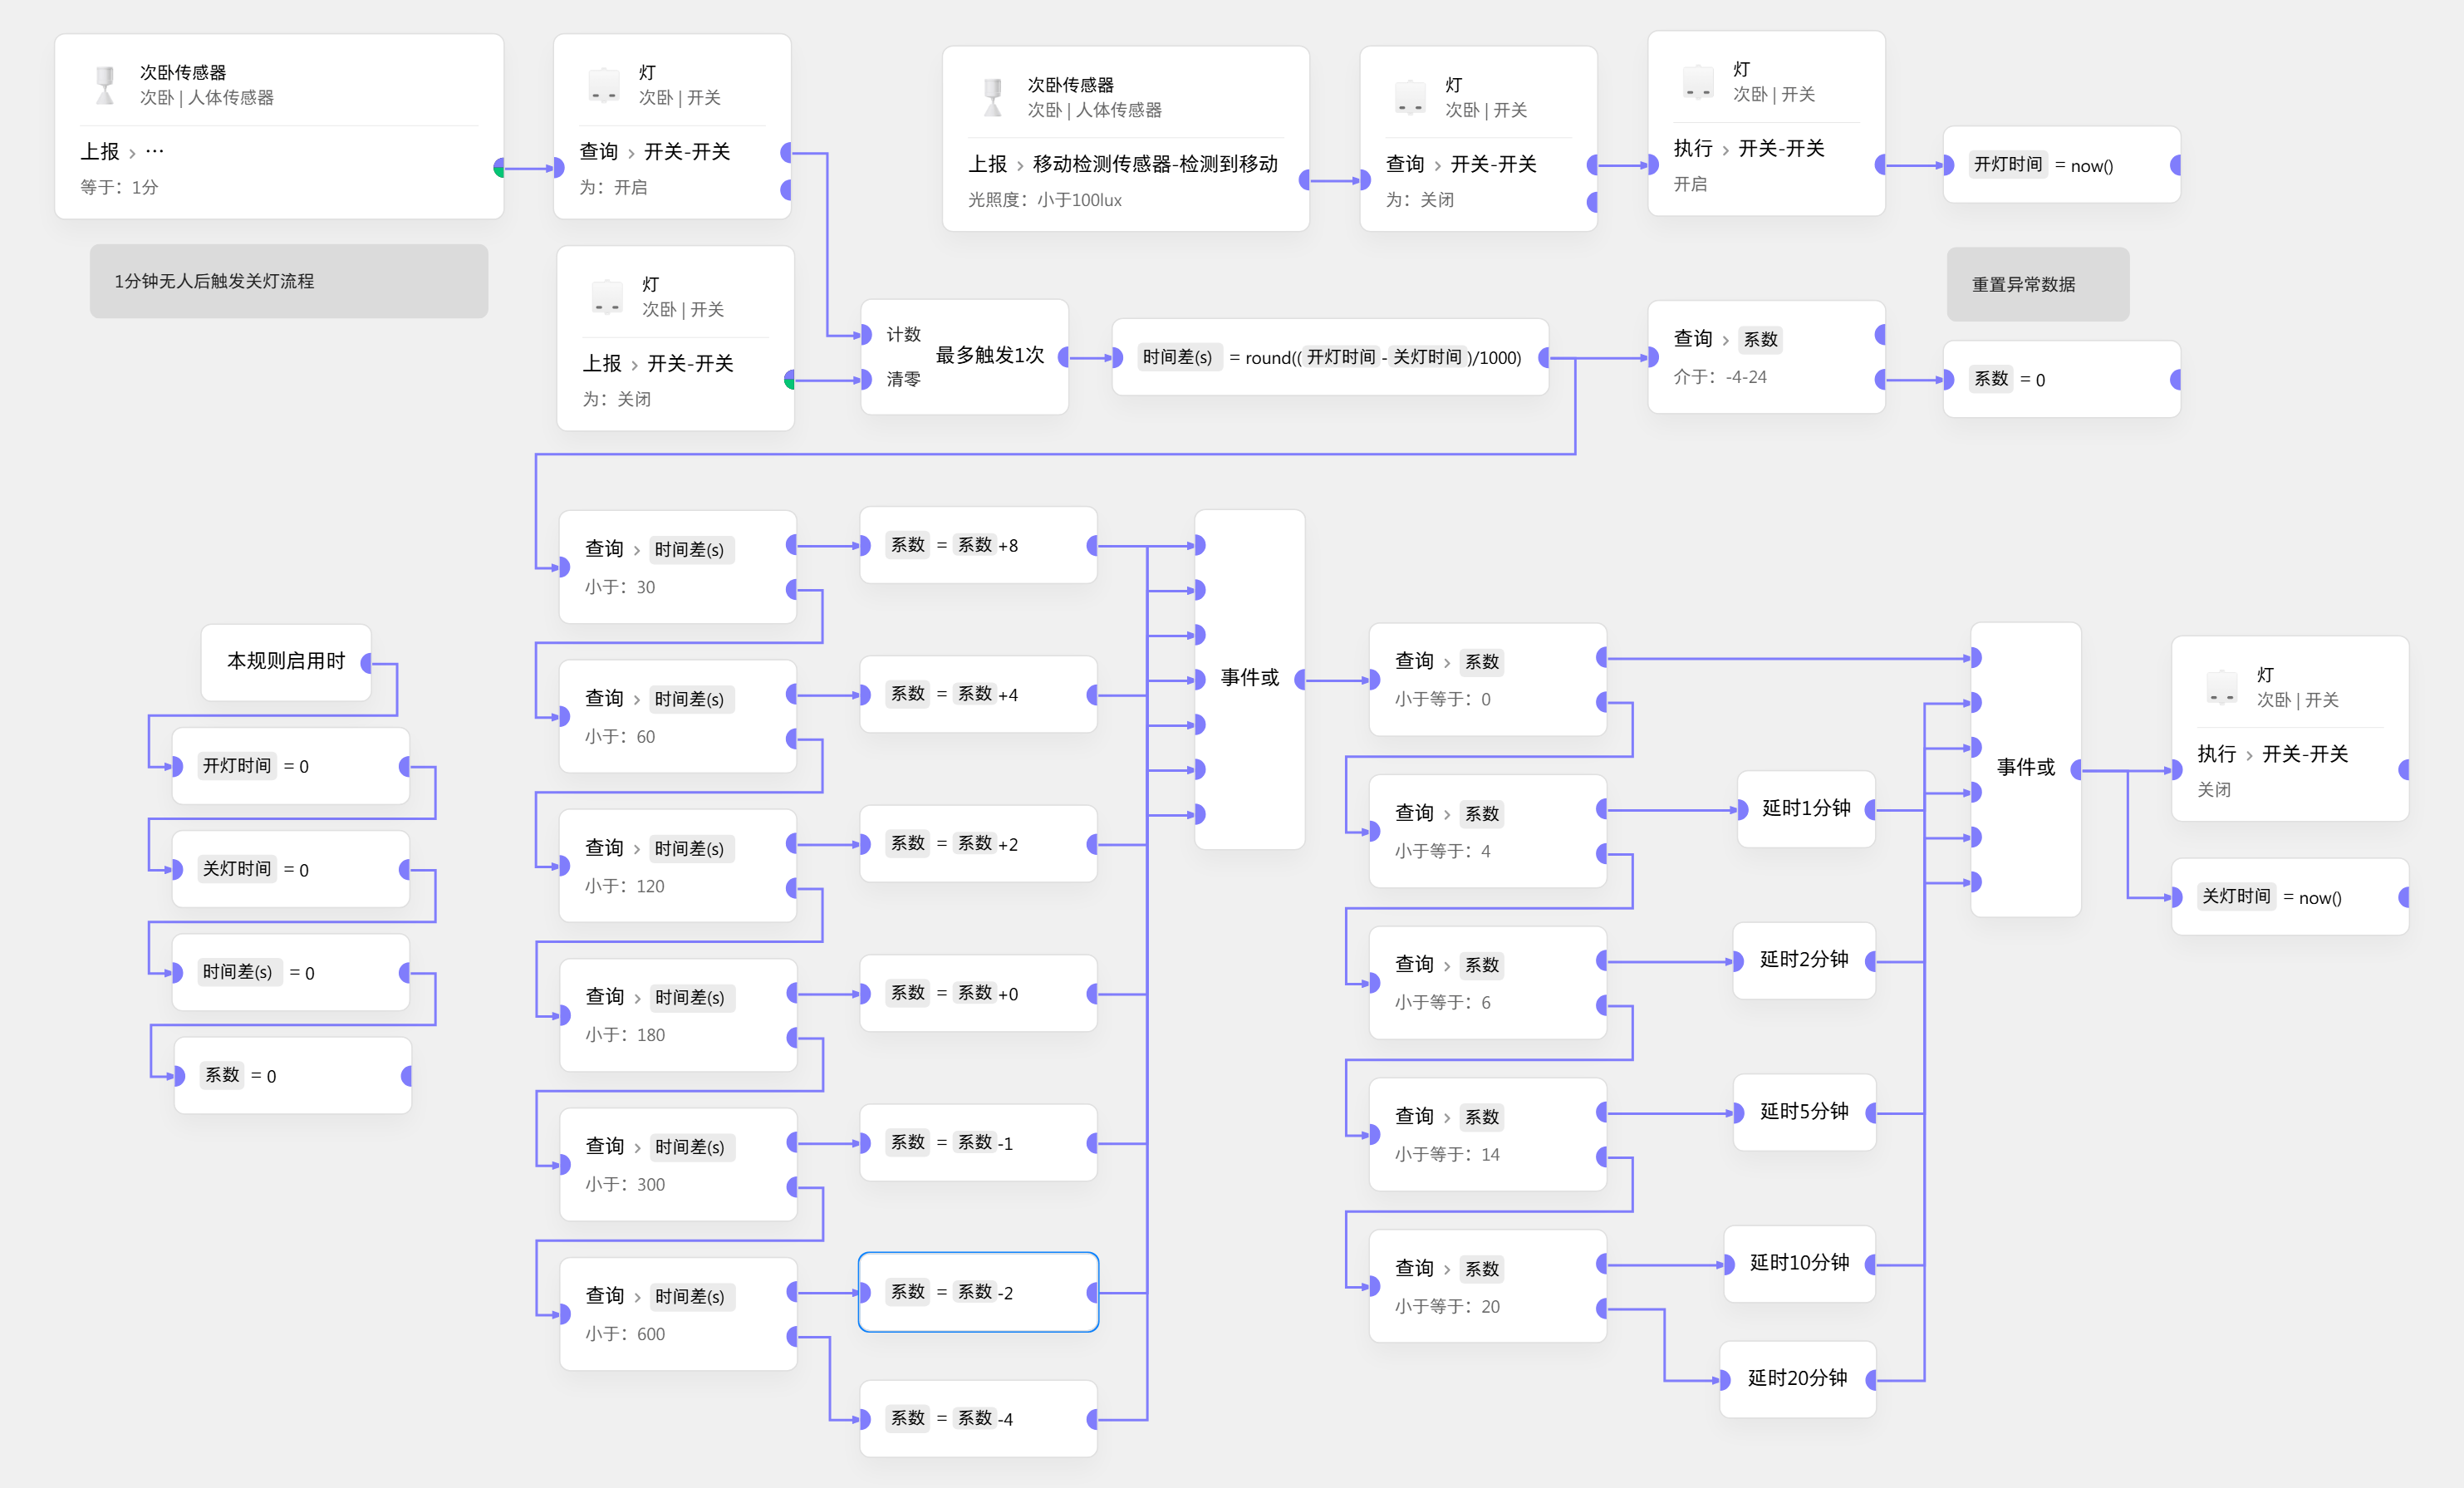 次卧传感器
次卧 | 人体传感器
上报 › ···
等于：1分
灯
次卧 | 开关
查询 › 开关-开关
为：开启
次卧传感器
次卧 | 人体传感器
上报 › 移动检测传感器-检测到移动
光照度：小于100lux
灯
次卧 | 开关
查询 › 开关-开关
为：关闭
灯
次卧 | 开关
执行 › 开关-开关
开启
开灯时间 = now()
1分钟无人后触发关灯流程
灯
次卧 | 开关
上报 › 开关-开关
为：关闭
计数
清零
最多触发1次
时间差(s) = round((开灯时间-关灯时间)/1000)
查询 › 系数
介于：-4-24
重置异常数据
系数 = 0
本规则启用时
开灯时间 = 0
关灯时间 = 0
时间差(s) = 0
系数 = 0
查询 › 时间差(s)
小于：30
系数 = 系数+8
查询 › 时间差(s)
小于：60
系数 = 系数+4
查询 › 时间差(s)
小于：120
系数 = 系数+2
查询 › 时间差(s)
小于：180
系数 = 系数+0
查询 › 时间差(s)
小于：300
系数 = 系数-1
查询 › 时间差(s)
小于：600
系数 = 系数-2
系数 = 系数-4
事件或
查询 › 系数
小于等于：0
查询 › 系数
小于等于：4
延时1分钟
查询 › 系数
小于等于：6
延时2分钟
查询 › 系数
小于等于：14
延时5分钟
查询 › 系数
小于等于：20
延时10分钟
延时20分钟
事件或
灯
次卧 | 开关
执行 › 开关-开关
关闭
关灯时间 = now()